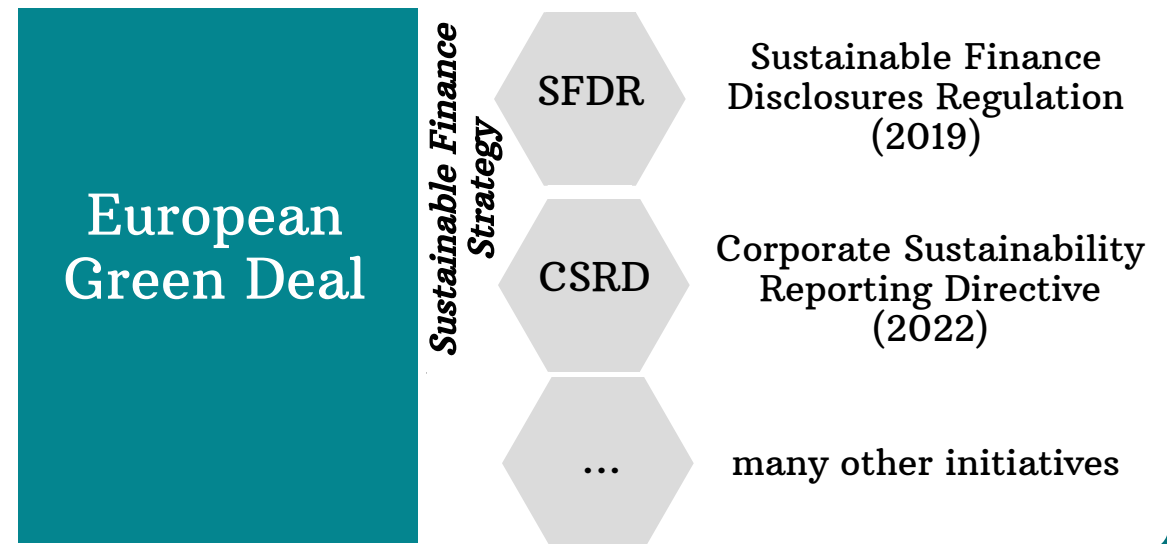 European
Green Deal
Sustainable Finance
Strategy
SFDR
Sustainable Finance
Disclosures Regulation
(2019)
CSRD
Corporate Sustainability
Reporting Directive
(2022)
...
many other initiatives